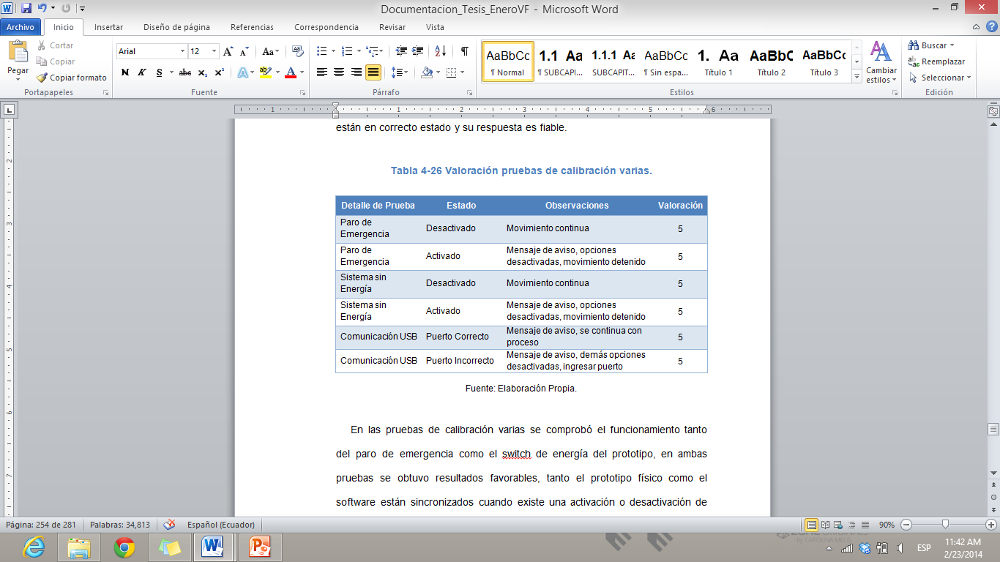 Documentacion_Tesis_EneroVF - Microsoft Word
Archivo Inicio Insertar Diseño de página Referencias Correspondencia Revisar Vista
Pegar
Cortar
Copiar
Copiar formato
Portapapeles
Arial 12
Fuente
Párrafo
AaBbCc 1.1 Aa 1.1.1 Aa AaBbCc 1. Aa AaBbC AaBbCc
¶ Normal ¶ SUBCAPI... SUBCAPIT... ¶ Sin espa... Título 1 Título 2 Título 3
Cambiar estilos
Estilos
Buscar
Reemplazar
Seleccionar
Edición
están en correcto estado y su respuesta es fiable.
Tabla 4-26 Valoración pruebas de calibración varias.
Detalle de Prueba Estado Observaciones Valoración
Paro de Emergencia Desactivado Movimiento continua 5
Paro de Emergencia Activado Mensaje de aviso, opciones desactivadas, movimiento detenido 5
Sistema sin Energía Desactivado Movimiento continua 5
Sistema sin Energía Activado Mensaje de aviso, opciones desactivadas, movimiento detenido 5
Comunicación USB Puerto Correcto Mensaje de aviso, se continua con proceso 5
Comunicación USB Puerto Incorrecto Mensaje de aviso, demás opciones desactivadas, ingresar puerto 5
Fuente: Elaboración Propia.
En las pruebas de calibración varias se comprobó el funcionamiento tanto
del paro de emergencia como el switch de energía del prototipo, en ambas
pruebas se obtuvo resultados favorables, tanto el prototipo físico como el
software están sincronizados cuando existe una activación o desactivación de
Página: 254 de 281 Palabras: 34,813 Español (Ecuador) 90%
ESP
11:42 AM
2/23/2014